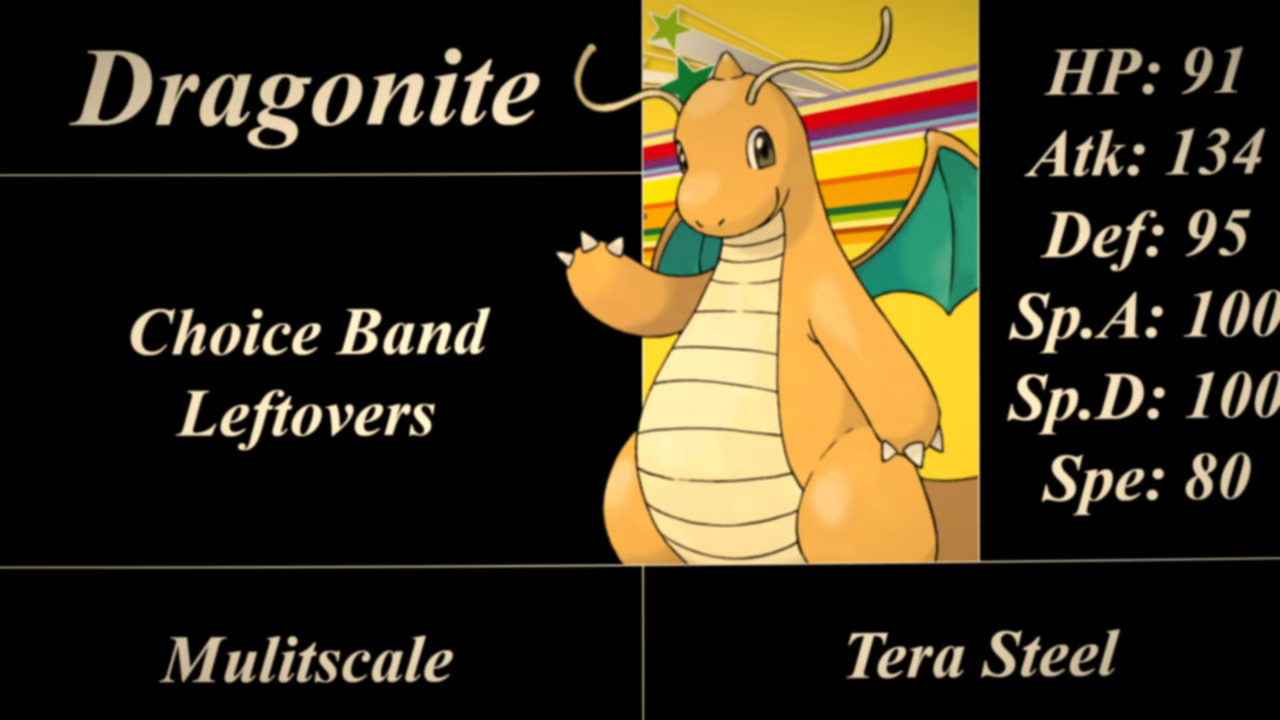 Dragonite
Choice Band
Leftovers
Mulitscale
Tera Steel
HP: 91
Atk: 134
Def: 95
Sp.A: 100
Sp.D: 100
Spe: 80